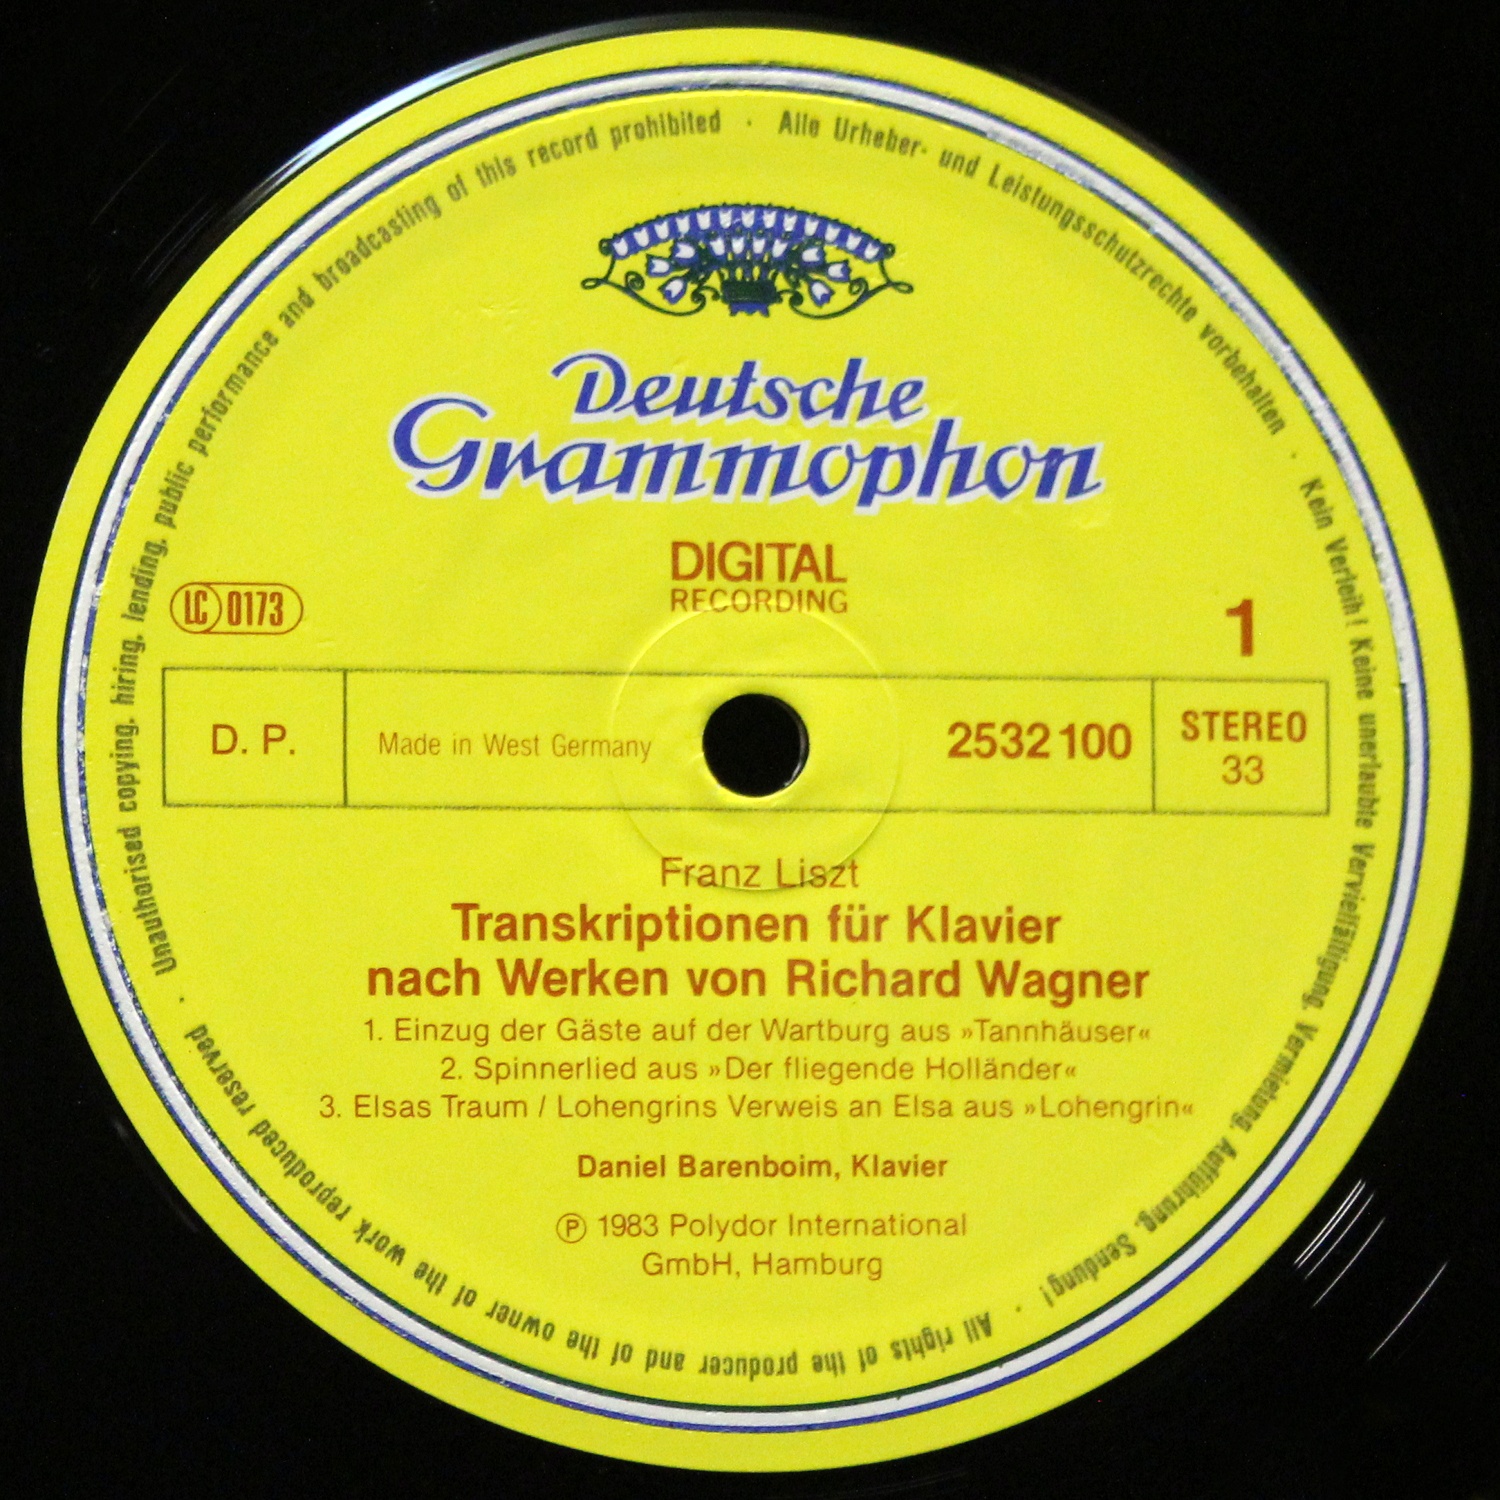 Unauthorised copying, hiring, lending, public performance and broadcasting of this record prohibited · Alle Urheber- und Leistungsschutzrechte vorbehalten · Kein Verleih! Keine unerlaubte Vervielfältigung, Vermietung, Aufführung, Sendung! · All rights of the producer and of the owner of the work reproduced reserved ·
Deutsche
Grammophon
DIGITAL
RECORDING
LC 0173
1
D. P.
Made in West Germany
2532 100
STEREO
33
Franz Liszt
Transkriptionen für Klavier
nach Werken von Richard Wagner
1. Einzug der Gäste auf der Wartburg aus »Tannhäuser«
2. Spinnerlied aus »Der fliegende Holländer«
3. Elsas Traum / Lohengrins Verweis an Elsa aus »Lohengrin«
Daniel Barenboim, Klavier
℗ 1983 Polydor International
GmbH, Hamburg